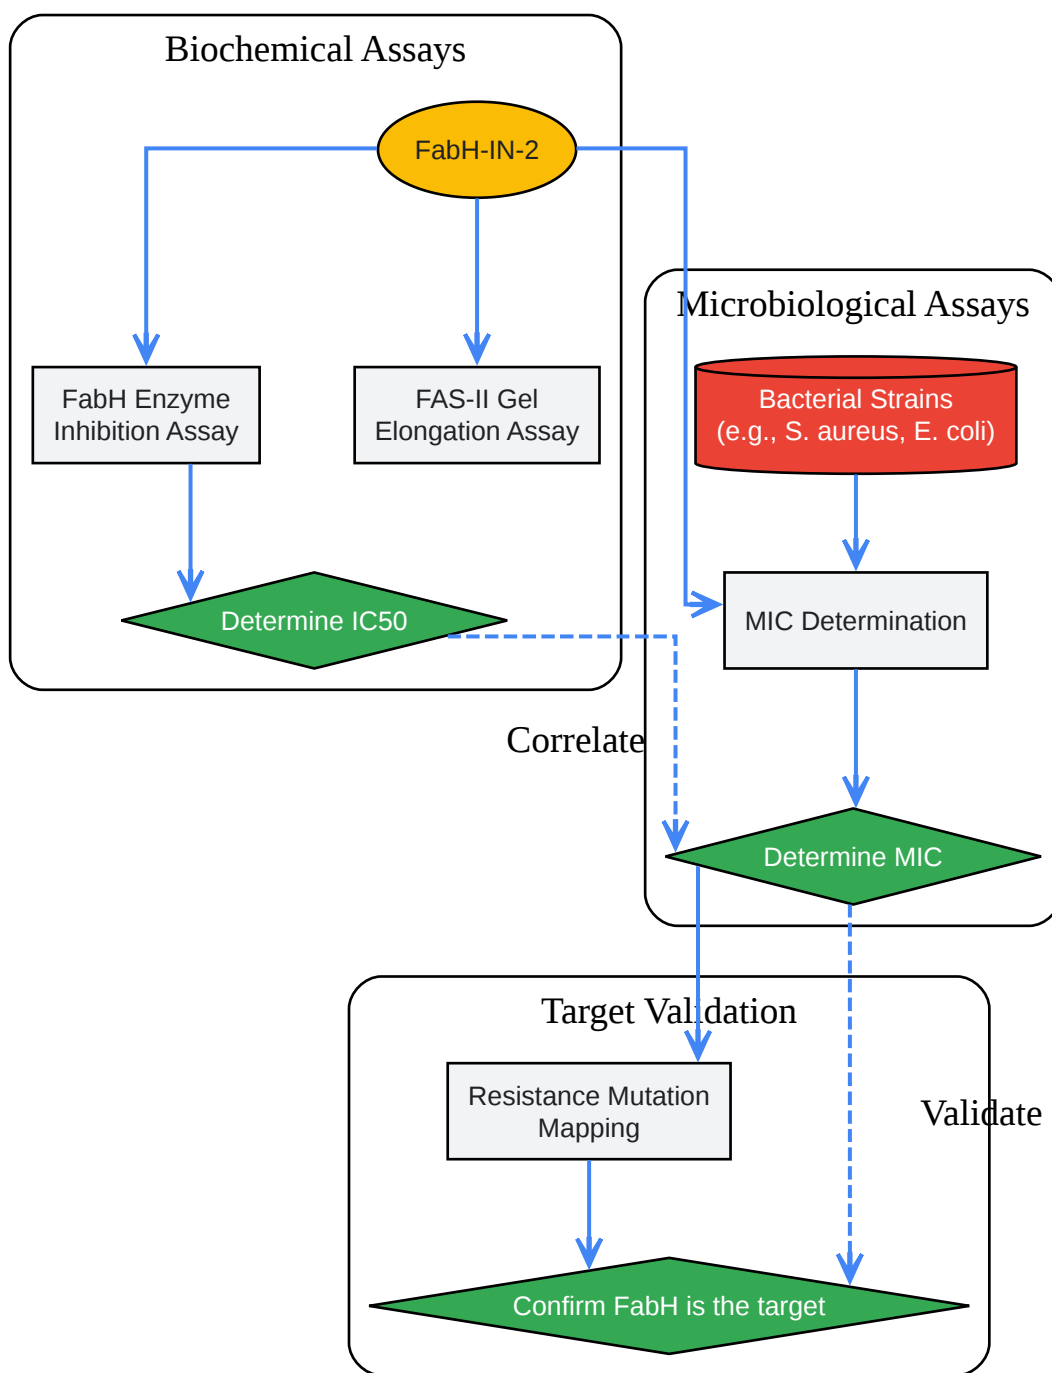 Biochemical Assays
FabH-IN-2
Microbiological Assays
FabH Enzyme
Inhibition Assay
FAS-II Gel
Elongation Assay
Bacterial Strains
(e.g., S. aureus, E. coli)
Determine IC50
MIC Determination
Correlate
Determine MIC
Target Validation
Resistance Mutation
Mapping
Validate
Confirm FabH is the target